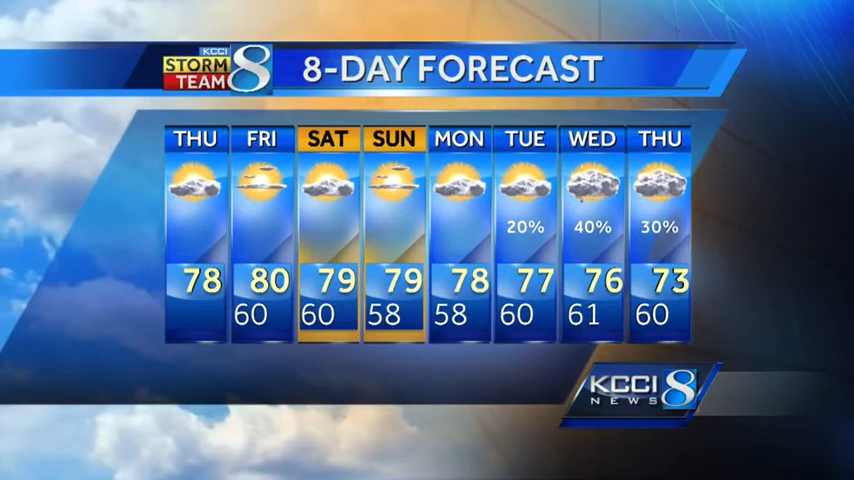 KCCI
STORM
TEAM 8
8-DAY FORECAST
THU FRI SAT SUN MON TUE WED THU
20% 40% 30%
78 80 79 79 78 77 76 73
60 60 58 58 60 61 60
KCCI 8
NEWS